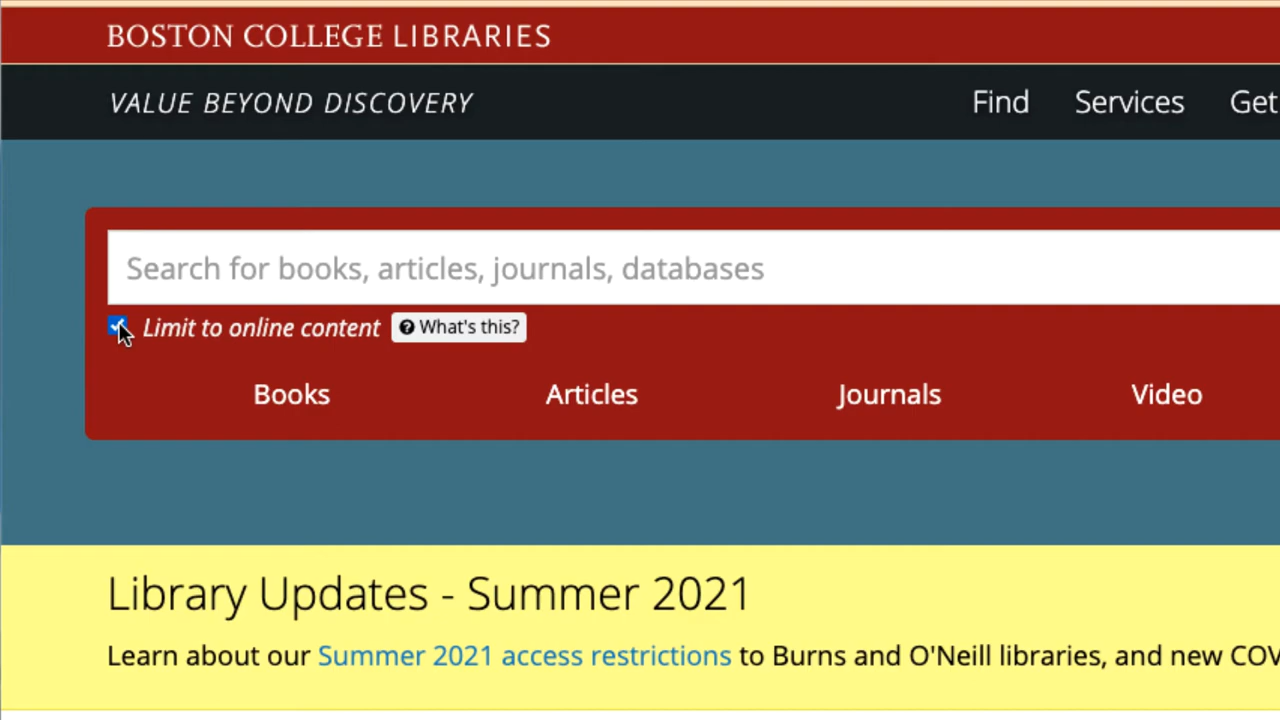 BOSTON COLLEGE LIBRARIES
VALUE BEYOND DISCOVERY
Find Services Get
Search for books, articles, journals, databases
Limit to online content What's this?
Books Articles Journals Video
Library Updates - Summer 2021
Learn about our Summer 2021 access restrictions to Burns and O'Neill libraries, and new COV